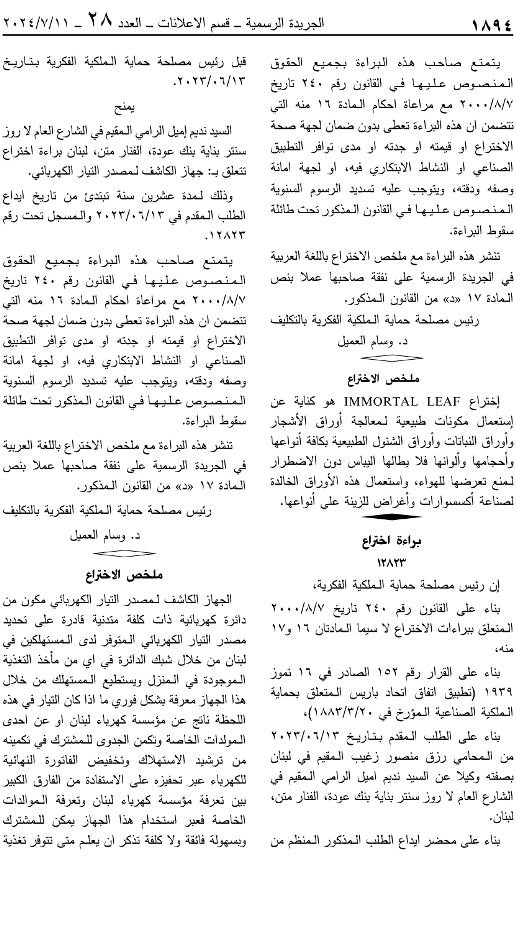 ١٨٩٤
الجريدة الرسمية ــ قسم الاعلانات ــ العدد ٢٨ ــ ٢٠٢٤/٧/١١
يتمتع صاحب هذه البراءة بجميع الحقوق
المنصوص عليها في القانون رقم ٢٤٠ تاريخ
٢٠٠٠/٨/٧ مع مراعاة احكام المادة ١٦ منه التي
تتضمن ان هذه البراءة تعطى بدون ضمان لجهة صحة
الاختراع او قيمته او جدته او مدى توافر التطبيق
الصناعي او النشاط الابتكاري فيه، او لجهة امانة
وصفه ودقته، ويتوجب عليه تسديد الرسوم السنوية
المنصوص عليها في القانون المذكور تحت طائلة
سقوط البراءة.
تنشر هذه البراءة مع ملخص الاختراع باللغة العربية
في الجريدة الرسمية على نفقة صاحبها عملا بنص
المادة ١٧ «د» من القانون المذكور.
رئيس مصلحة حماية الملكية الفكرية بالتكليف
د. وسام العميل
ملخص الاختراع
إختراع IMMORTAL LEAF هو كناية عن
إستعمال مكونات طبيعية لمعالجة أوراق الأشجار
وأوراق النباتات وأوراق الشتول الطبيعية بكافة أنواعها
وأحجامها وألوانها فلا يطالها اليباس دون الاضطرار
لمنع تعرضها للهواء، واستعمال هذه الأوراق الخالدة
لصناعة أكسسوارات وأغراض للزينة على أنواعها.
براءة اختراع
١٢٨٢٣
إن رئيس مصلحة حماية الملكية الفكرية،
بناء على القانون رقم ٢٤٠ تاريخ ٢٠٠٠/٨/٧
المتعلق ببراءات الاختراع لا سيما المادتان ١٦ و١٧
منه،
بناء على القرار رقم ١٥٢ الصادر في ١٦ تموز
١٩٣٩ (تطبيق اتفاق اتحاد باريس المتعلق بحماية
الملكية الصناعية المؤرخ في ١٨٨٣/٣/٢٠)،
بناء على الطلب المقدم بتاريخ ٢٠٢٣/٠٦/١٣
من المحامي رزق منصور زغيب المقيم في لبنان
بصفته وكيلا عن السيد نديم اميل الرامي المقيم في
الشارع العام لا روز سنتر بناية بنك عودة، الفنار متن،
لبنان.
بناء على محضر ايداع الطلب المذكور المنظم من
قبل رئيس مصلحة حماية الملكية الفكرية بتاريخ
٢٠٢٣/٠٦/١٣.
يمنح
السيد نديم إميل الرامي المقيم في الشارع العام لا روز
سنتر بناية بنك عودة، الفنار متن، لبنان براءة اختراع
تتعلق بـ: جهاز الكاشف لمصدر التيار الكهربائي.
وذلك لمدة عشرين سنة تبتدئ من تاريخ ايداع
الطلب المقدم في ٢٠٢٣/٠٦/١٣ والمسجل تحت رقم
١٢٨٢٣.
يتمتع صاحب هذه البراءة بجميع الحقوق
المنصوص عليها في القانون رقم ٢٤٠ تاريخ
٢٠٠٠/٨/٧ مع مراعاة احكام المادة ١٦ منه التي
تتضمن ان هذه البراءة تعطى بدون ضمان لجهة صحة
الاختراع او قيمته او جدته او مدى توافر التطبيق
الصناعي او النشاط الابتكاري فيه، او لجهة امانة
وصفه ودقته، ويتوجب عليه تسديد الرسوم السنوية
المنصوص عليها في القانون المذكور تحت طائلة
سقوط البراءة.
تنشر هذه البراءة مع ملخص الاختراع باللغة العربية
في الجريدة الرسمية على نفقة صاحبها عملا بنص
المادة ١٧ «د» من القانون المذكور.
رئيس مصلحة حماية الملكية الفكرية بالتكليف
د. وسام العميل
ملخص الاختراع
الجهاز الكاشف لمصدر التيار الكهربائي مكون من
دائرة كهربائية ذات كلفة متدنية قادرة على تحديد
مصدر التيار الكهربائي المتوفر لدى المستهلكين في
لبنان من خلال شبك الدائرة في اي من مأخذ التغذية
الموجودة في المنزل ويستطيع المستهلك من خلال
هذا الجهاز معرفة بشكل فوري ما اذا كان التيار في هذه
اللحظة ناتج عن مؤسسة كهرباء لبنان او عن احدى
المولدات الخاصة وتكمن الجدوى للمشترك في تكمينه
من ترشيد الاستهلاك وتخفيض الفاتورة النهائية
للكهرباء عبر تحفيزه على الاستفادة من الفارق الكبير
بين تعرفة مؤسسة كهرباء لبنان وتعرفة الموالدات
الخاصة فعبر استخدام هذا الجهاز يمكن للمشترك
وبسهولة فائقة ولا كلفة تذكر ان يعلم متى تتوفر تغذية